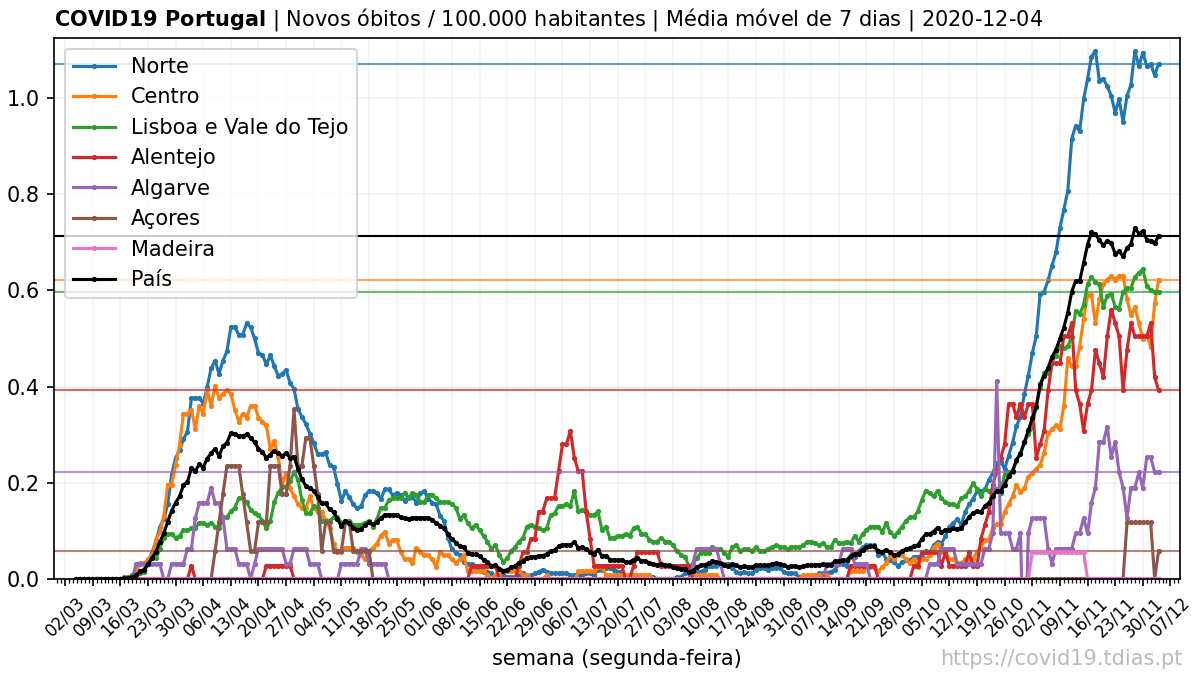 COVID19 Portugal | Novos óbitos / 100.000 habitantes | Média móvel de 7 dias | 2020-12-04
Norte
Centro
Lisboa e Vale do Tejo
Alentejo
Algarve
Açores
Madeira
País
1.0
0.8
0.6
0.4
0.2
0.0
02/03 09/03 16/03 23/03 30/03 06/04 13/04 20/04 27/04 04/05 11/05 18/05 25/05 01/06 08/06 15/06 22/06 29/06 06/07 13/07 20/07 27/07 03/08 10/08 17/08 24/08 31/08 07/09 14/09 21/09 28/09 05/10 12/10 19/10 26/10 02/11 09/11 16/11 23/11 30/11 07/12
semana (segunda-feira)
https://covid19.tdias.pt